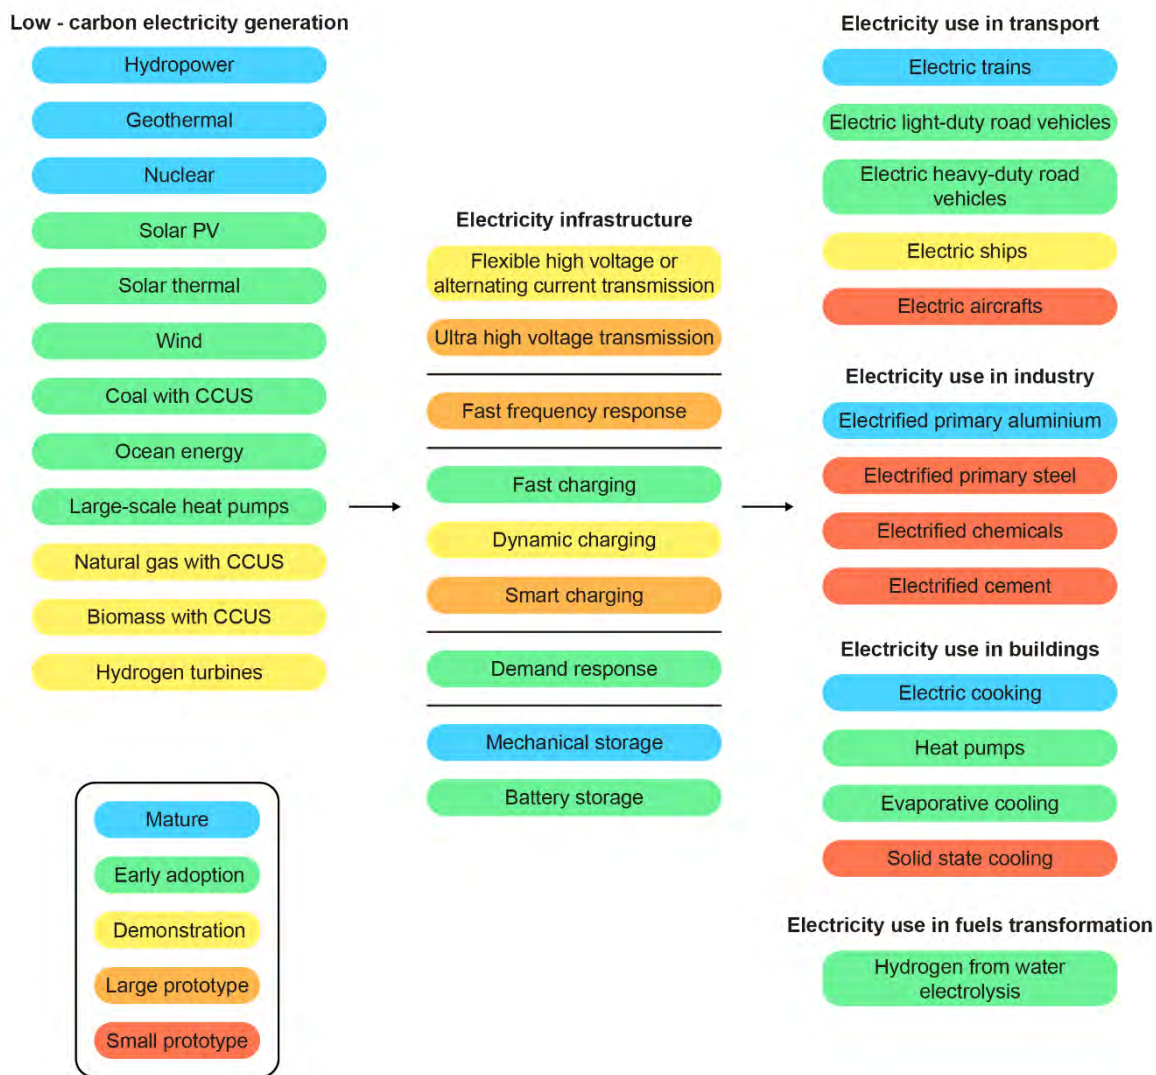 Low - carbon electricity generation
Hydropower
Geothermal
Nuclear
Solar PV
Solar thermal
Wind
Coal with CCUS
Ocean energy
Large-scale heat pumps
Natural gas with CCUS
Biomass with CCUS
Hydrogen turbines
Mature
Early adoption
Demonstration
Large prototype
Small prototype
Electricity infrastructure
Flexible high voltage or
alternating current transmission
Ultra high voltage transmission
Fast frequency response
Fast charging
Dynamic charging
Smart charging
Demand response
Mechanical storage
Battery storage
Electricity use in transport
Electric trains
Electric light-duty road vehicles
Electric heavy-duty road
vehicles
Electric ships
Electric aircrafts
Electricity use in industry
Electrified primary aluminium
Electrified primary steel
Electrified chemicals
Electrified cement
Electricity use in buildings
Electric cooking
Heat pumps
Evaporative cooling
Solid state cooling
Electricity use in fuels transformation
Hydrogen from water
electrolysis